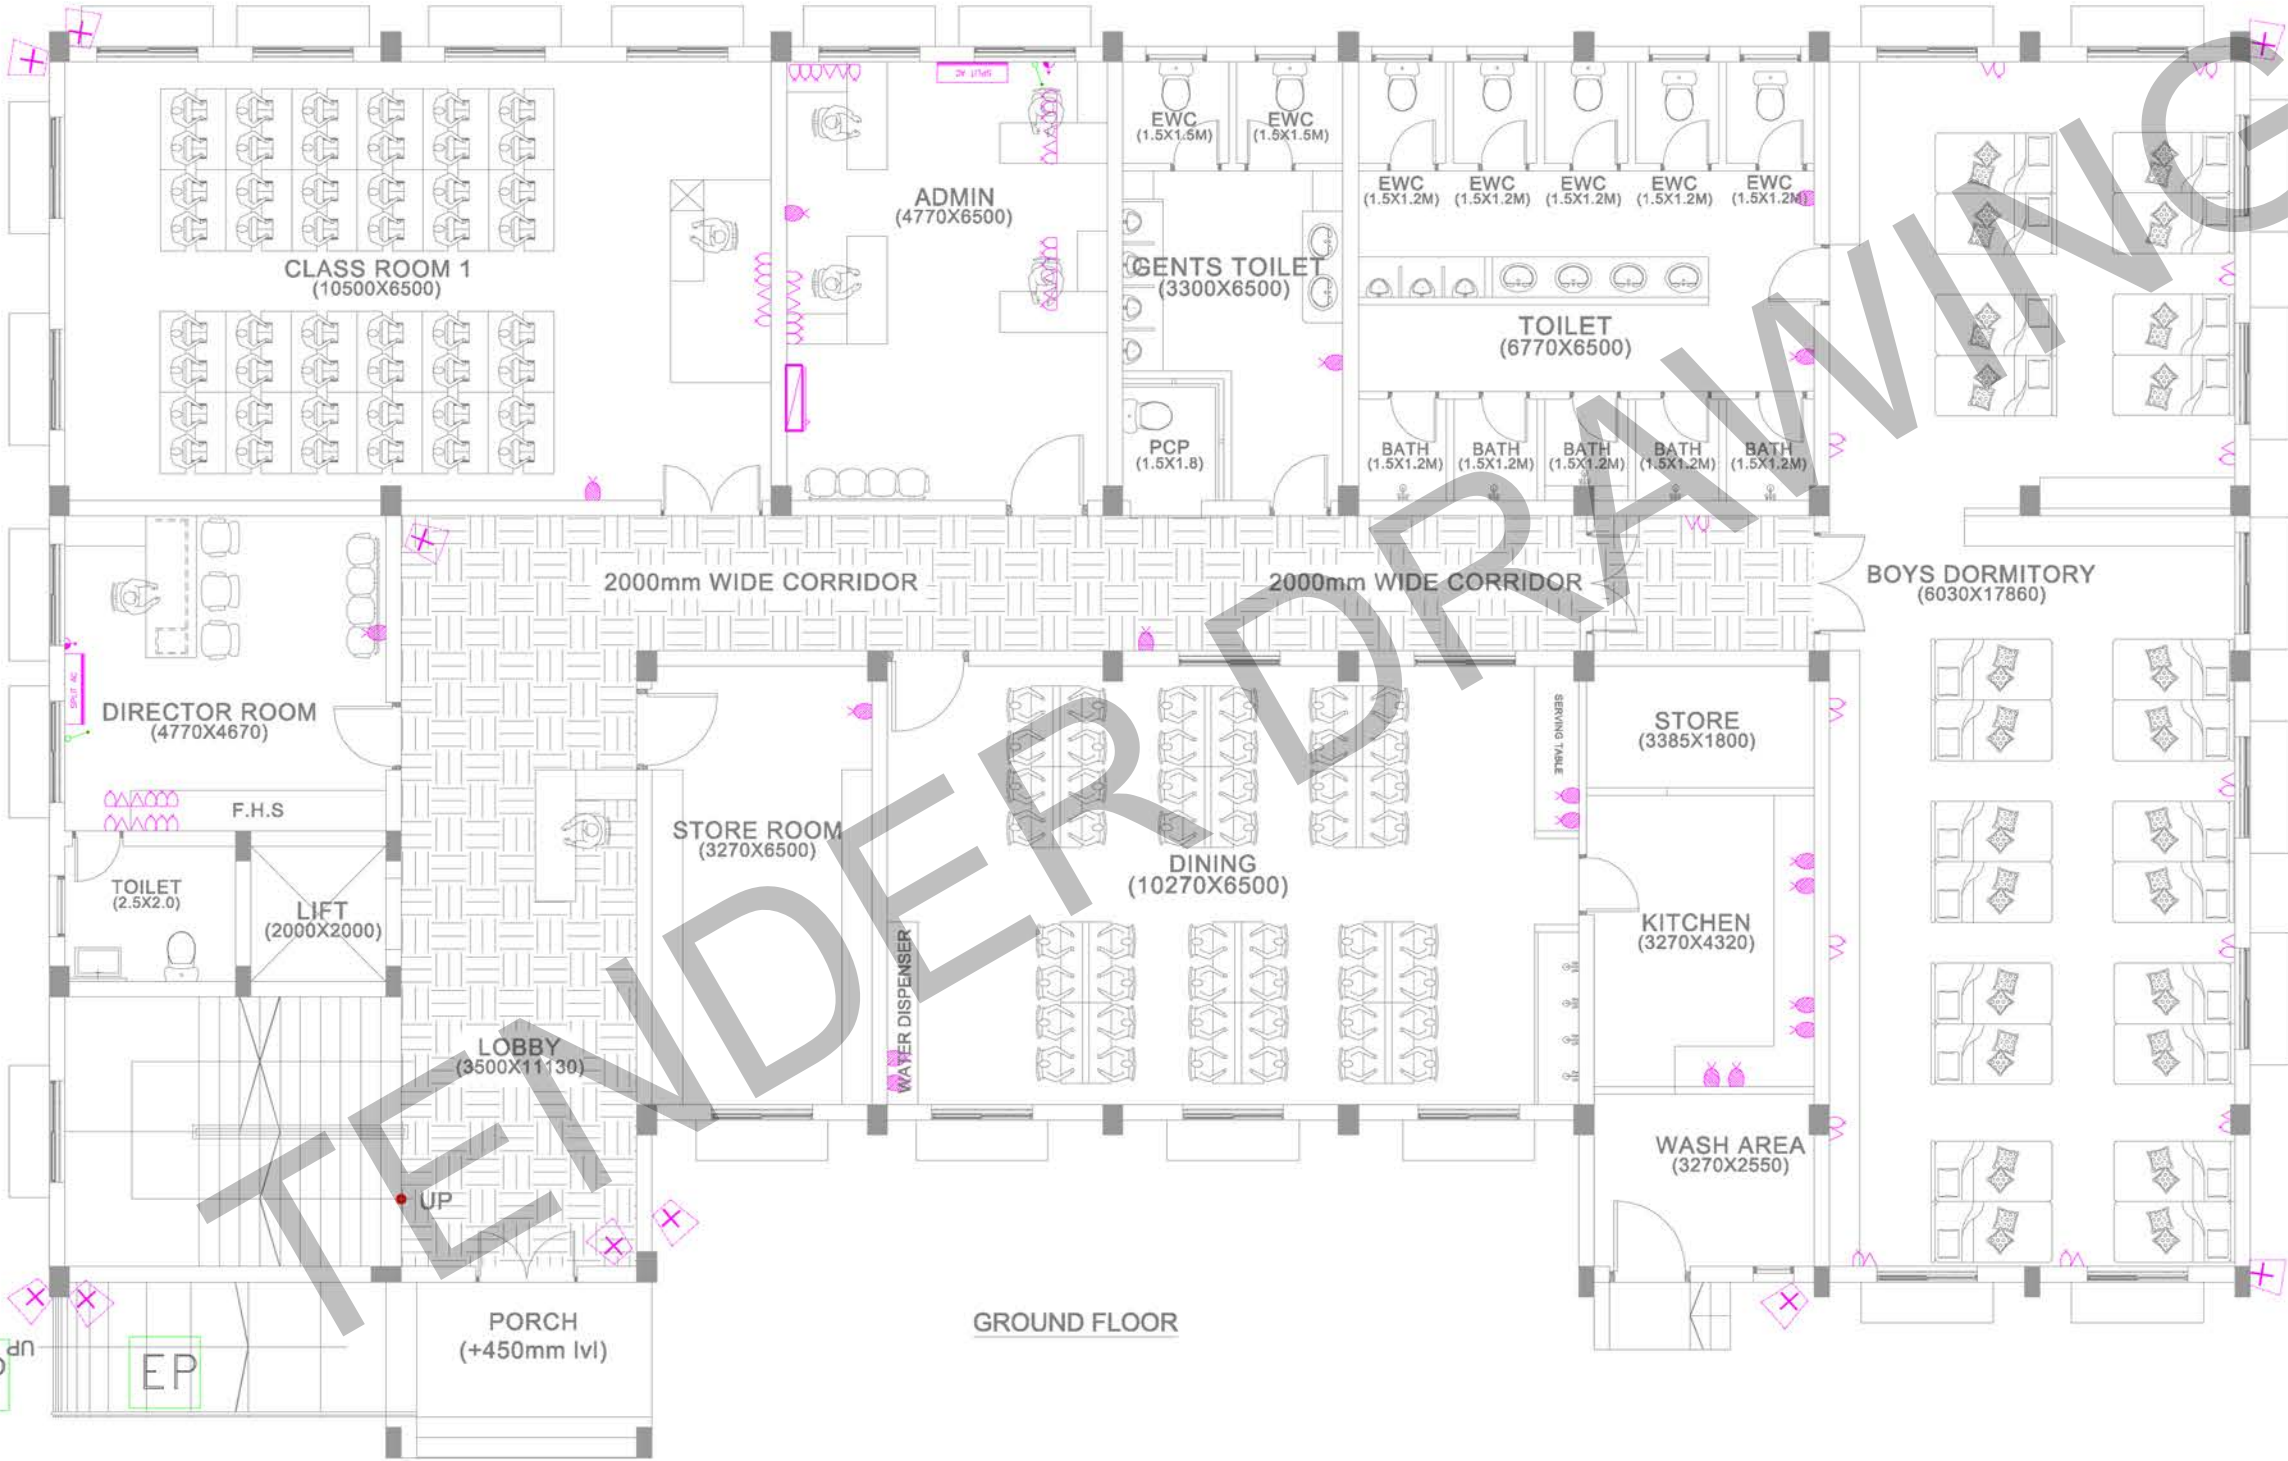 SPLIT AC
EWC
(1.5X1.5M)
EWC
(1.5X1.5M)
ADMIN
(4770X6500)
EWC
(1.5X1.2M)
EWC
(1.5X1.2M)
EWC
(1.5X1.2M)
EWC
(1.5X1.2M)
EWC
(1.5X1.2M)
CLASS ROOM 1
(10500X6500)
GENTS TOILET
(3300X6500)
TOILET
(6770X6500)
PCP
(1.5X1.8)
BATH
(1.5X1.2M)
BATH
(1.5X1.2M)
BATH
(1.5X1.2M)
BATH
(1.5X1.2M)
BATH
(1.5X1.2M)
2000mm WIDE CORRIDOR
2000mm WIDE CORRIDOR
BOYS DORMITORY
(6030X17860)
SPLIT AC
DIRECTOR ROOM
(4770X4670)
SERVING TABLE
STORE
(3385X1800)
F.H.S
STORE ROOM
(3270X6500)
DINING
(10270X6500)
TOILET
(2.5X2.0)
LIFT
(2000X2000)
KITCHEN
(3270X4320)
WATER DISPENSER
LOBBY
(3500X11130)
WASH AREA
(3270X2550)
UP
PORCH
(+450mm lvl)
GROUND FLOOR
UP
EP
TENDER DRAWING